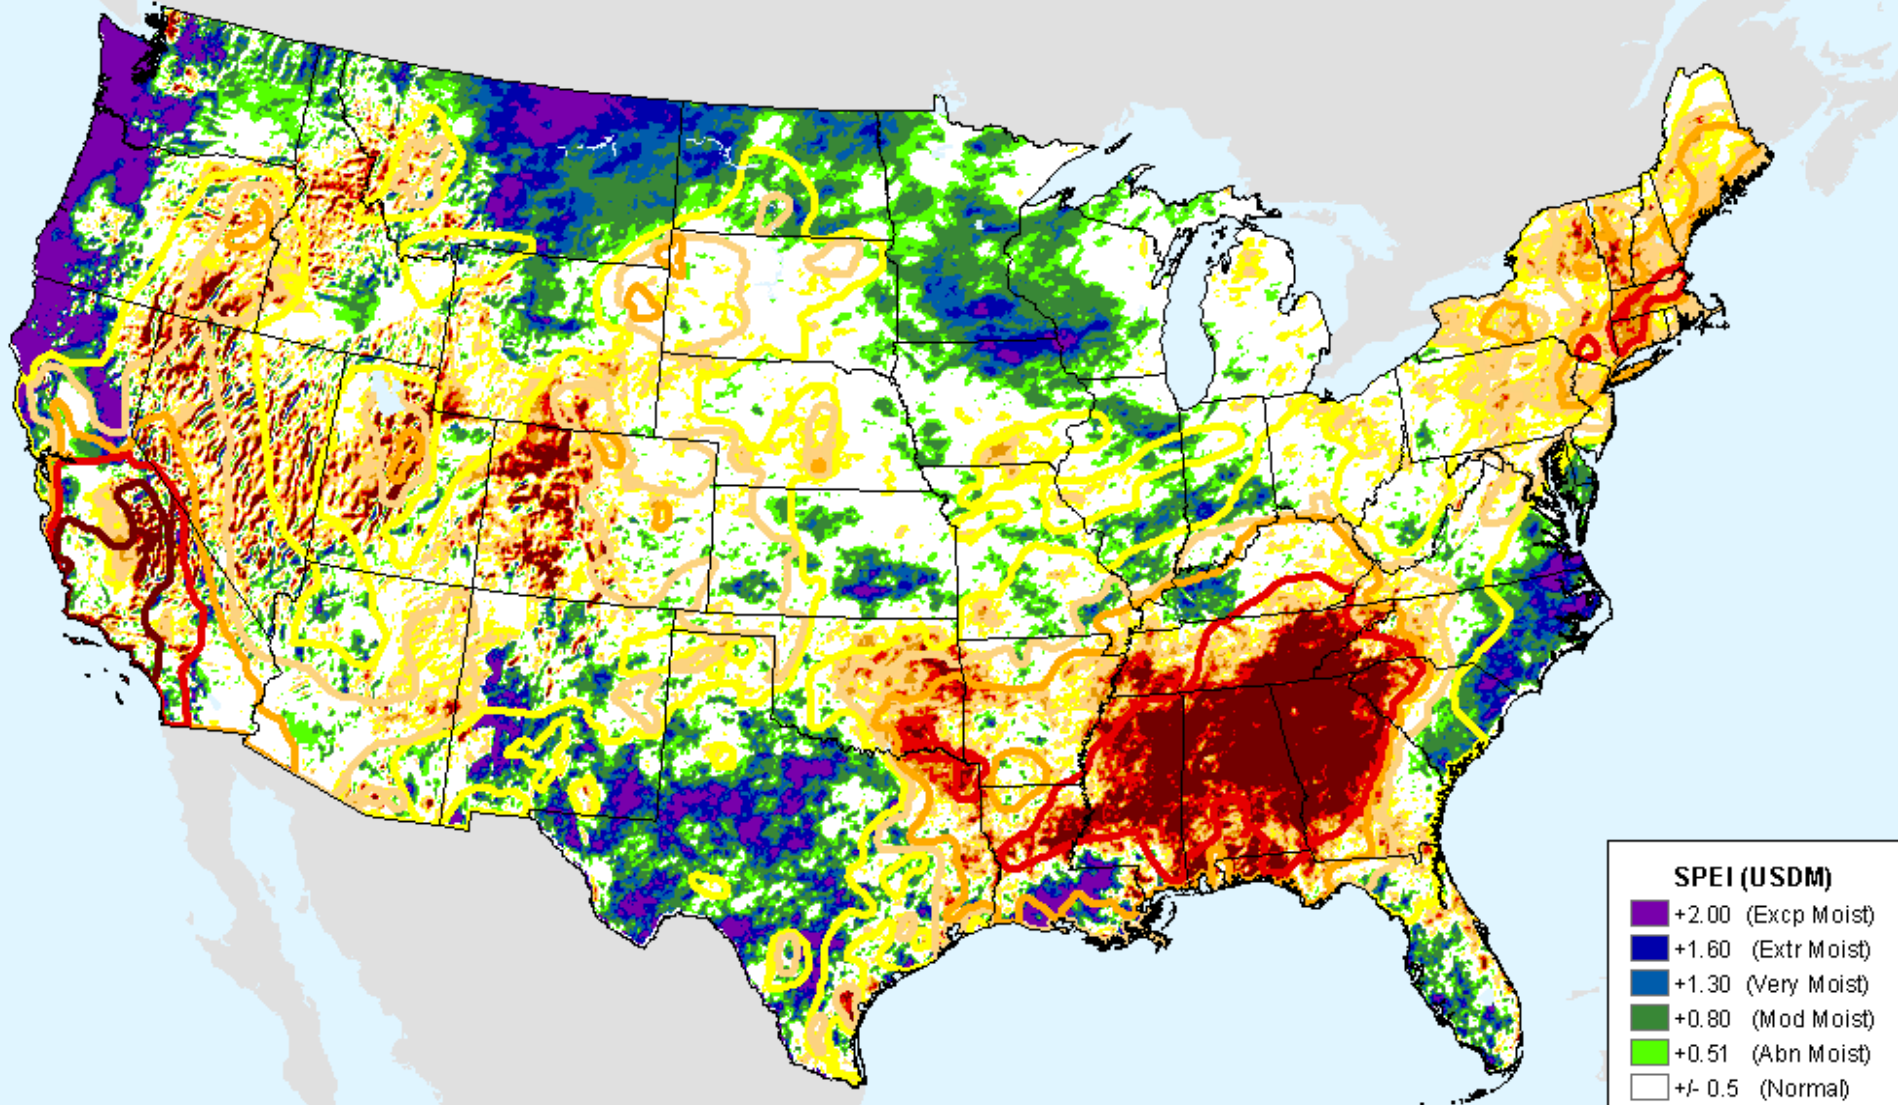 SPEI (USDM)
+2.00 (Excp Moist)
+1.60 (Extr Moist)
+1.30 (Very Moist)
+0.80 (Mod Moist)
+0.51 (Abn Moist)
+/- 0.5 (Normal)